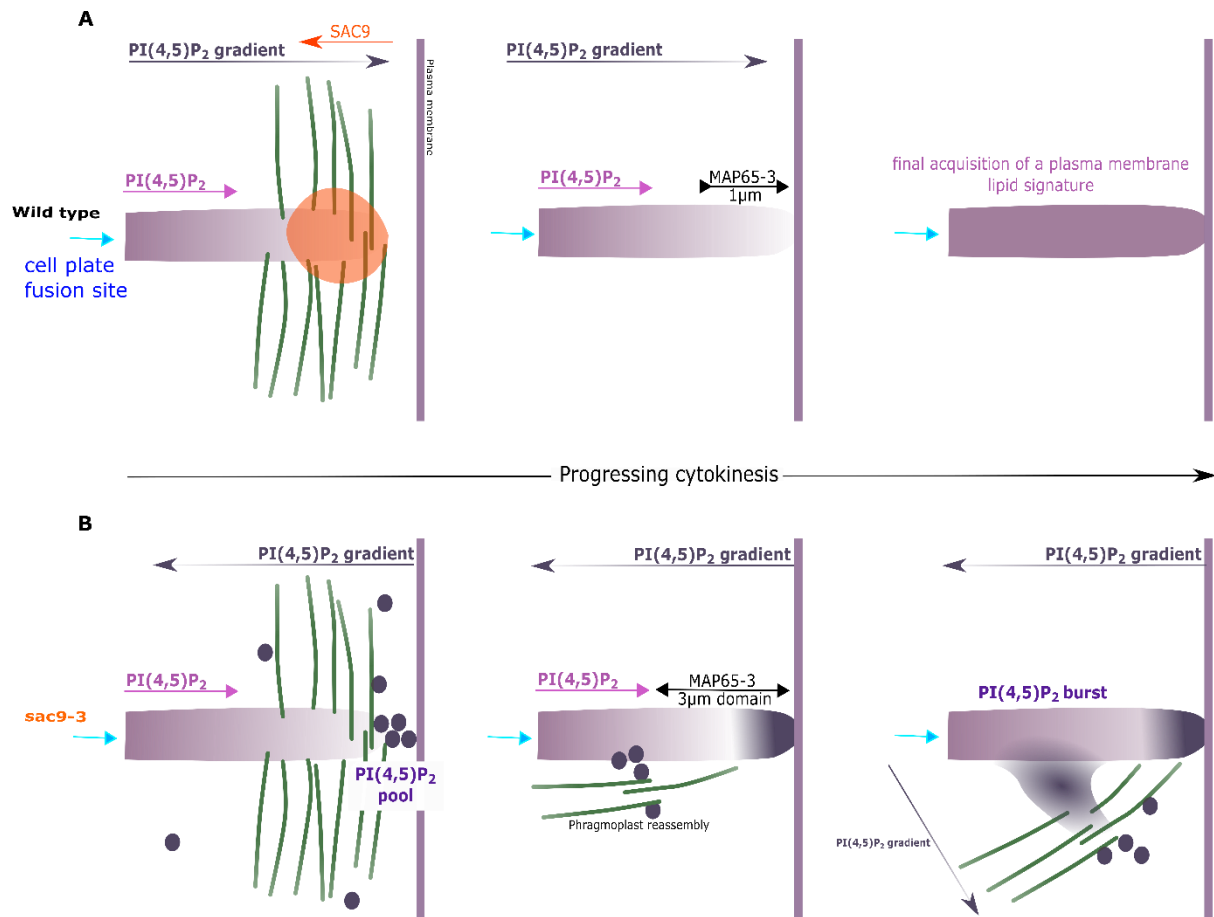 A
SAC9
PI(4,5)P₂ gradient
Plasma membrane
PI(4,5)P₂
Wild type
cell plate
fusion site
PI(4,5)P₂ gradient
PI(4,5)P₂
MAP65-3
1μm
final acquisition of a plasma membrane
lipid signature
Progressing cytokinesis
B
PI(4,5)P₂ gradient
PI(4,5)P₂
sac9-3
PI(4,5)P₂
pool
PI(4,5)P₂ gradient
PI(4,5)P₂
MAP65-3
3μm domain
Phragmoplast reassembly
PI(4,5)P₂ gradient
PI(4,5)P₂ burst
PI(4,5)P₂ gradient